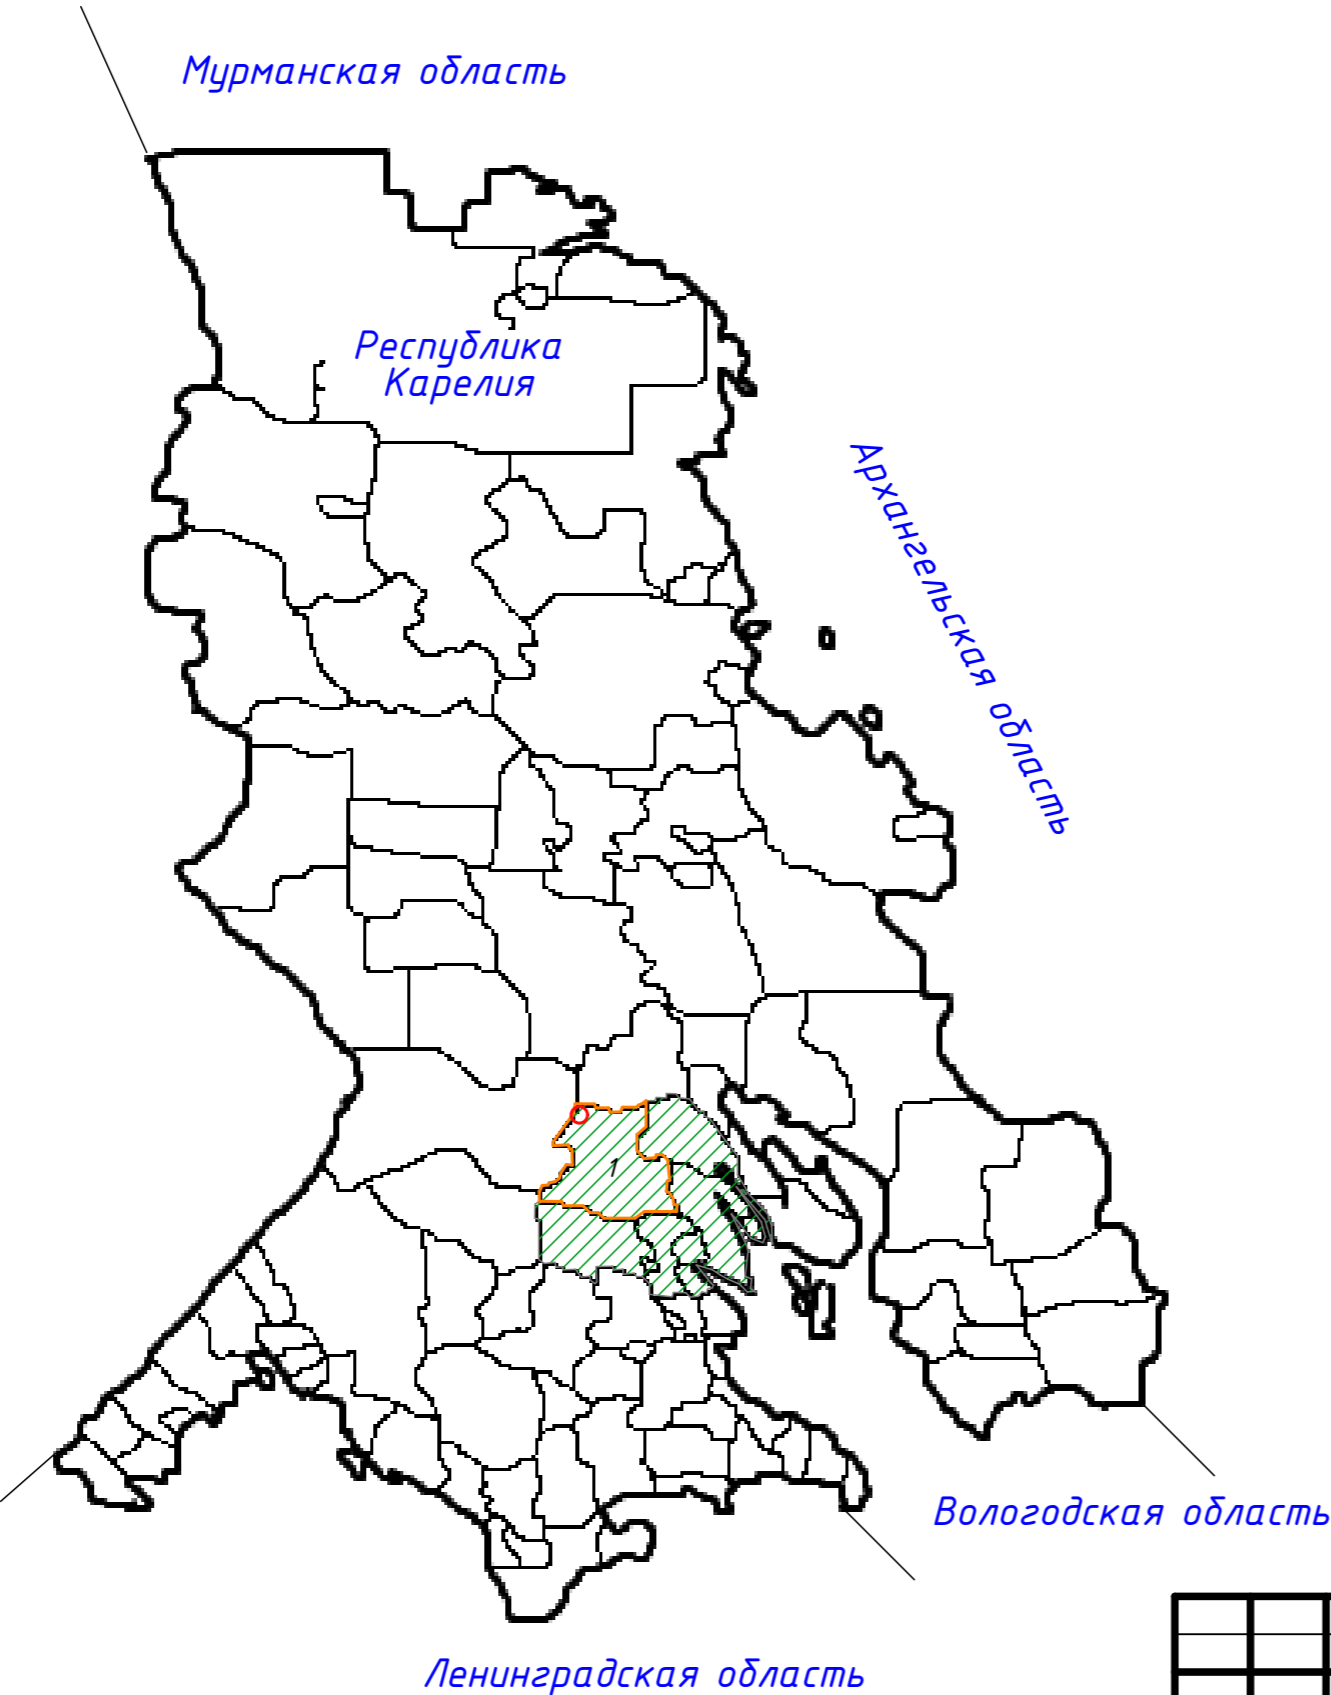 Мурманская область
Республика
Карелия
Архангельская область
1
Вологодская область
Ленинградская область